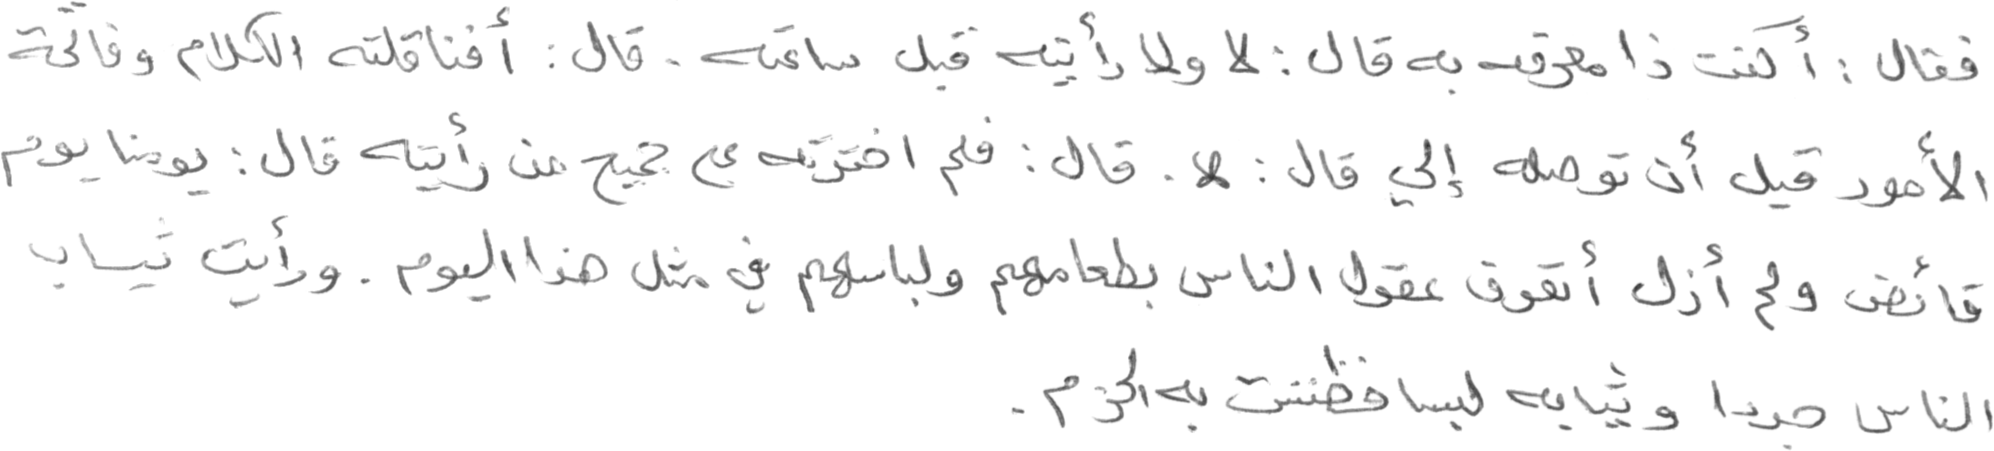 فقال : أكنت ذا معرفة به قال : لا ولا رأيته قبل ساعته . قال : أفناقلته الكلام وفاتحة
الأمور قبل أن توصله إلي قال : لا . قال : فلم اخترته على جميع من رأيته قال : يومنا يوم
قائض ولم أزل أتعرف عقول الناس بطعامهم ولباسهم في مثل هذا اليوم . ورأيت ثياب
الناس جددا وثيابه لبسا فظننت به الحزم .